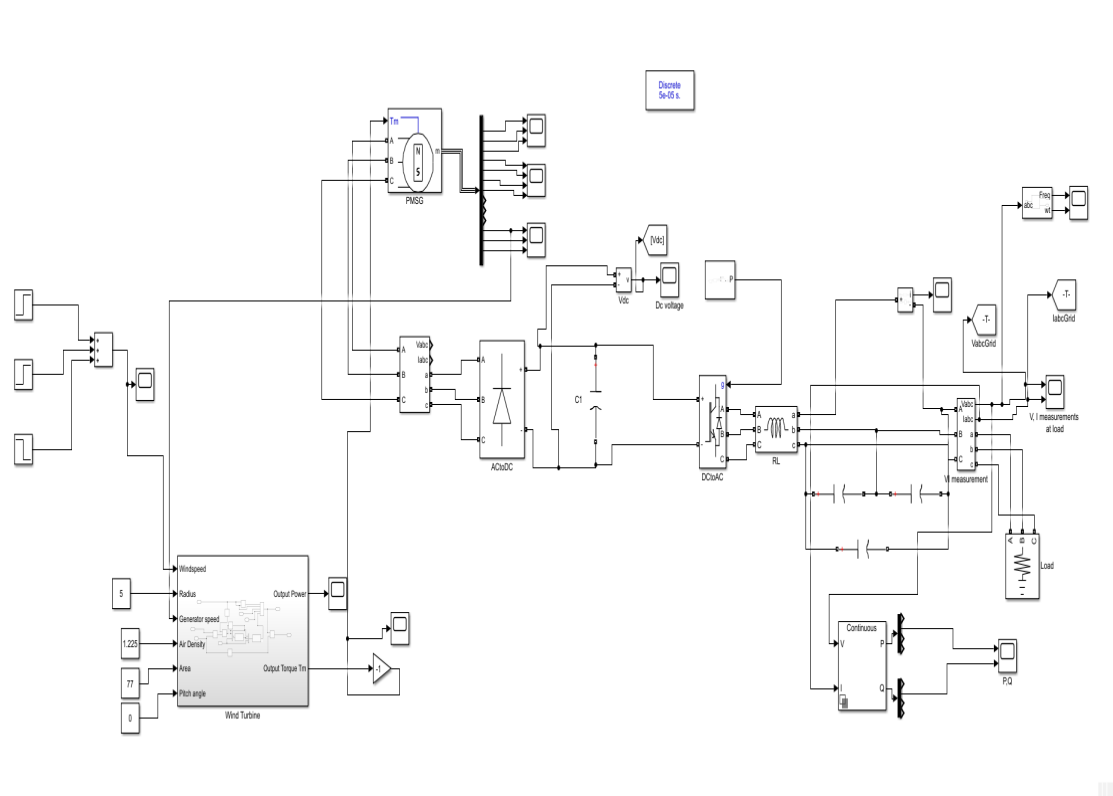 Discrete
5e-05 s.
Tm
A
B
C
N
S
m
PMSG
[Vdc]
+
-
v
Vdc
Dc voltage
P
abc
Freq
wt
-T-
IabcGrid
-T-
VabcGrid
V, I measurements
at load
+
+
+
+
-
i
A
B
C
Vabc
Iabc
a
b
c
A
B
C
+
-
ACtoDC
C1
+
-
g
A
B
C
DCtoAC
A
B
C
a
b
c
RL
A
B
C
Vabc
Iabc
a
b
c
VI measurement
A
B
C
Load
Windspeed
Radius
Generator speed
Air Density
Area
Pitch angle
Output Power
Output Torque Tm
Wind Turbine
5
1.225
77
0
-1
Continuous
V
I
P
Q
P,Q